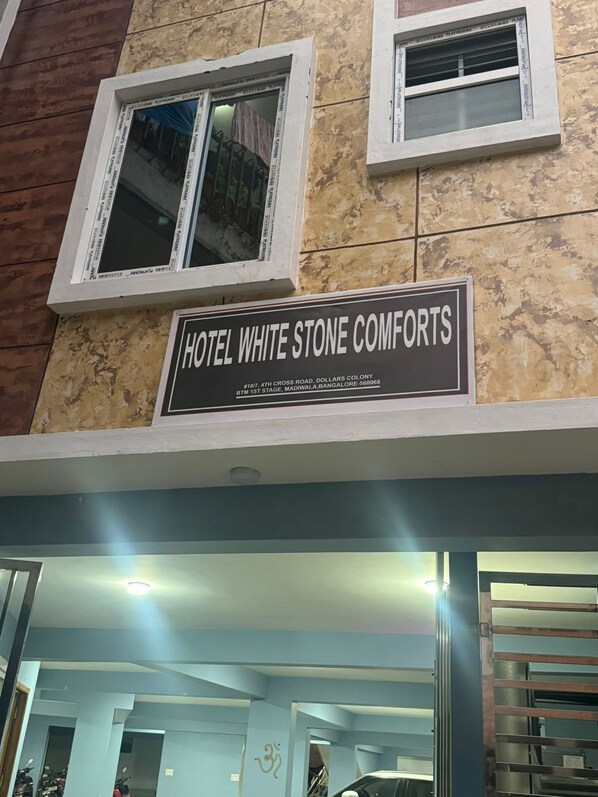 HOTEL WHITE STONE COMFORTS
#10/7, 4TH CROSS ROAD, DOLLARS COLONY
BTM 1ST STAGE, MADIWALA,BANGALORE-560068
ॐ